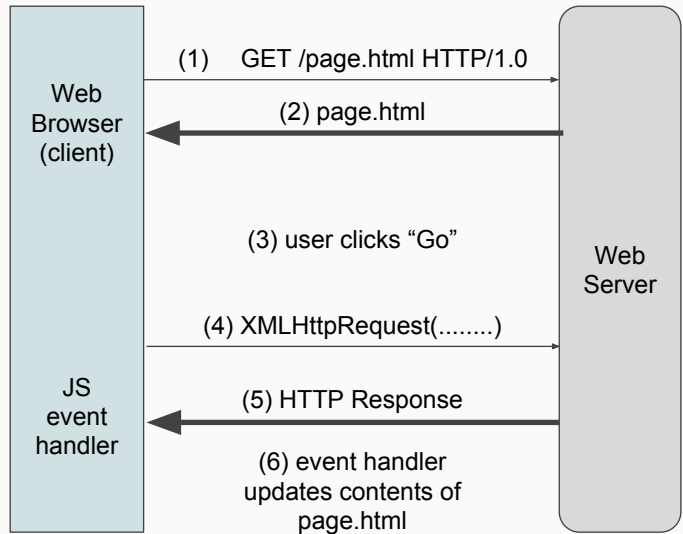 (1) GET /page.html HTTP/1.0
Web
Browser
(client)
(2) page.html
(3) user clicks “Go”
Web
Server
(4) XMLHttpRequest(........)
JS
event
handler
(5) HTTP Response
(6) event handler
updates contents of
page.html